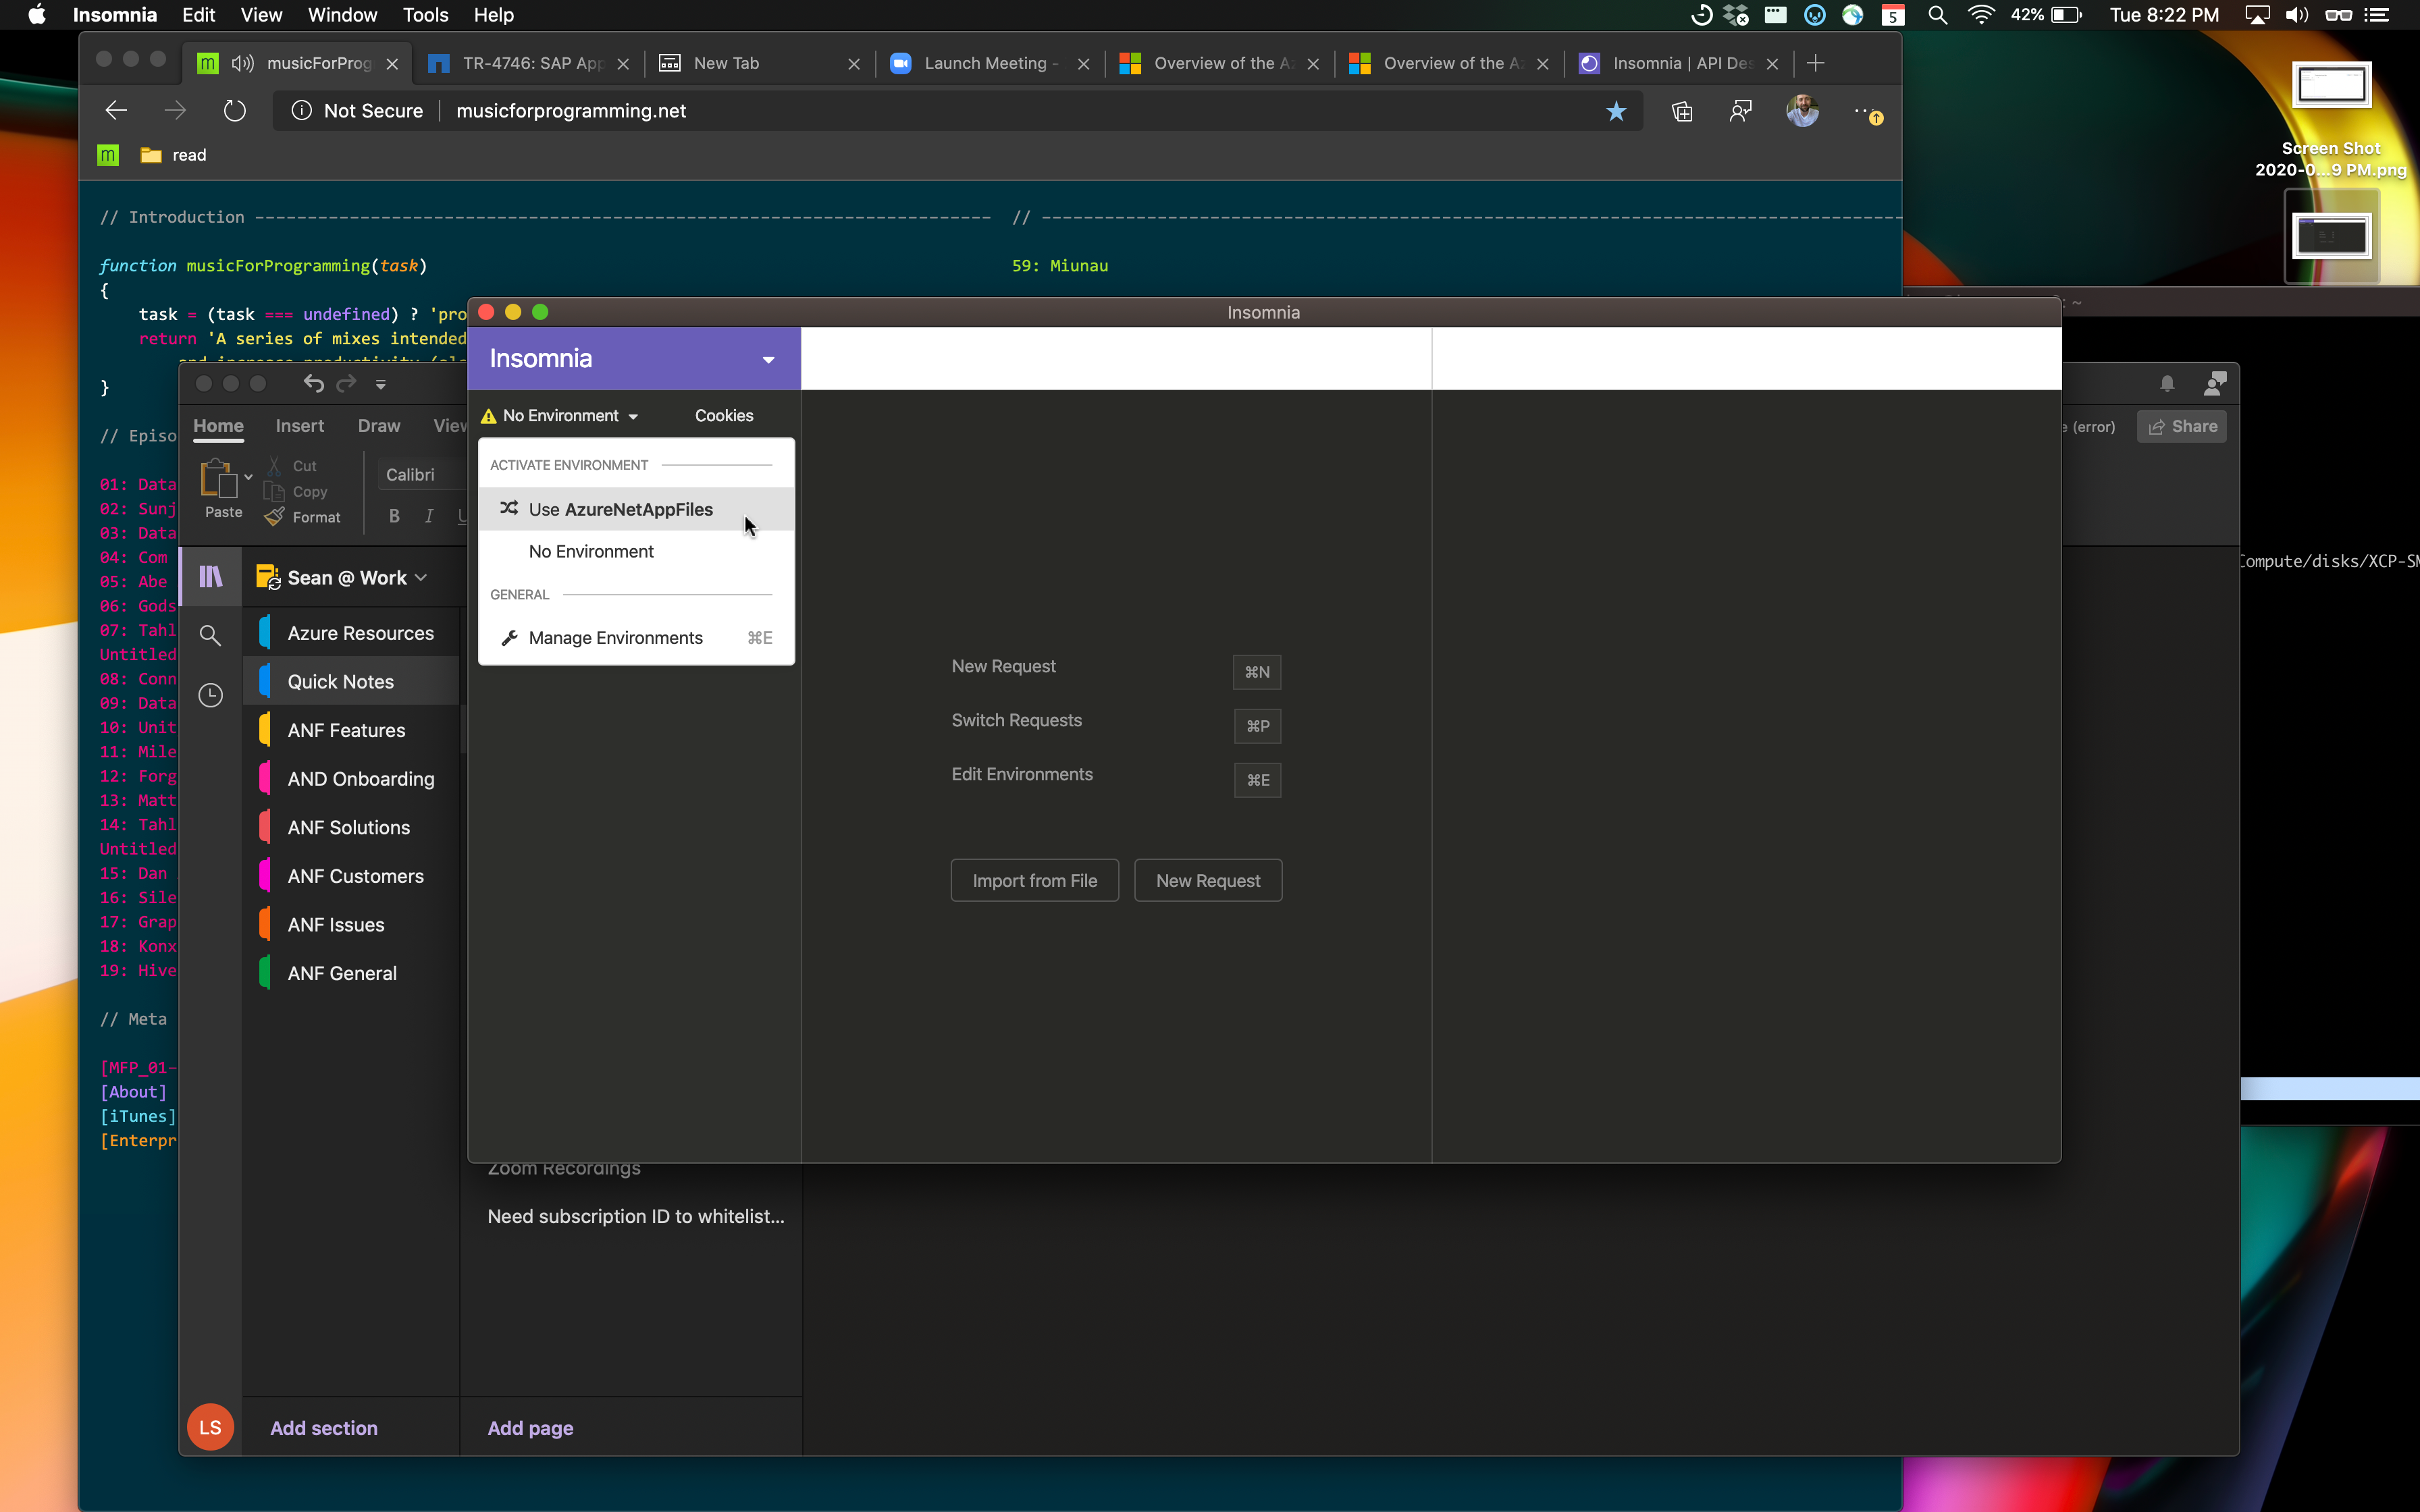 Insomnia Edit View Window Tools Help
42% Tue 8:22 PM
5
musicForProg
TR-4746: SAP App
New Tab
Launch Meeting -
Overview of the A
Overview of the A
Insomnia | API Des
Not Secure musicforprogramming.net
m read
Screen Shot
2020-0...9 PM.png
// Introduction
//
function musicForProgramming(task)
59: Miunau
{
task = (task === undefined) ? 'pro
return 'A series of mixes intended
}
// Episo
01: Data
02: Sunj
03: Data
04: Com
05: Abe
06: Gods
07: Tahl
Untitled
08: Conn
09: Data
10: Unit
11: Mile
12: Forg
13: Matt
14: Tahl
Untitled
15: Dan
16: Sile
17: Grap
18: Konx
19: Hive
// Meta
[MFP_01-
[About]
[iTunes]
[Enterpr
Home Insert Draw View
e (error) Share
Paste
Cut
Copy
Format
Calibri
B I U
Sean @ Work
Azure Resources
Quick Notes
ANF Features
AND Onboarding
ANF Solutions
ANF Customers
ANF Issues
ANF General
Zoom Recordings
Need subscription ID to whitelist...
LS
Add section
Add page
Insomnia
Insomnia
No Environment Cookies
ACTIVATE ENVIRONMENT
Use AzureNetAppFiles
No Environment
GENERAL
Manage Environments ⌘E
New Request ⌘N
Switch Requests ⌘P
Edit Environments ⌘E
Import from File
New Request
: ~
Compute/disks/XCP-SM